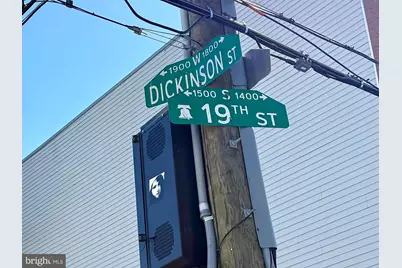 ←1900 W 1800→
DICKINSON ST
←1500 S 1400→
19TH ST
bright MLS